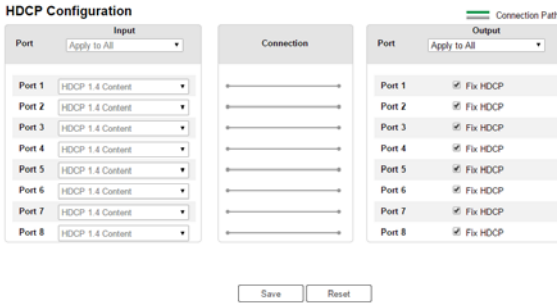 HDCP Configuration
Connection Path
Input
Port Apply to All
Connection
Output
Port Apply to All
Port 1 HDCP 1.4 Content
Port 2 HDCP 1.4 Content
Port 3 HDCP 1.4 Content
Port 4 HDCP 1.4 Content
Port 5 HDCP 1.4 Content
Port 6 HDCP 1.4 Content
Port 7 HDCP 1.4 Content
Port 8 HDCP 1.4 Content
Port 1 Fix HDCP
Port 2 Fix HDCP
Port 3 Fix HDCP
Port 4 Fix HDCP
Port 5 Fix HDCP
Port 6 Fix HDCP
Port 7 Fix HDCP
Port 8 Fix HDCP
Save Reset